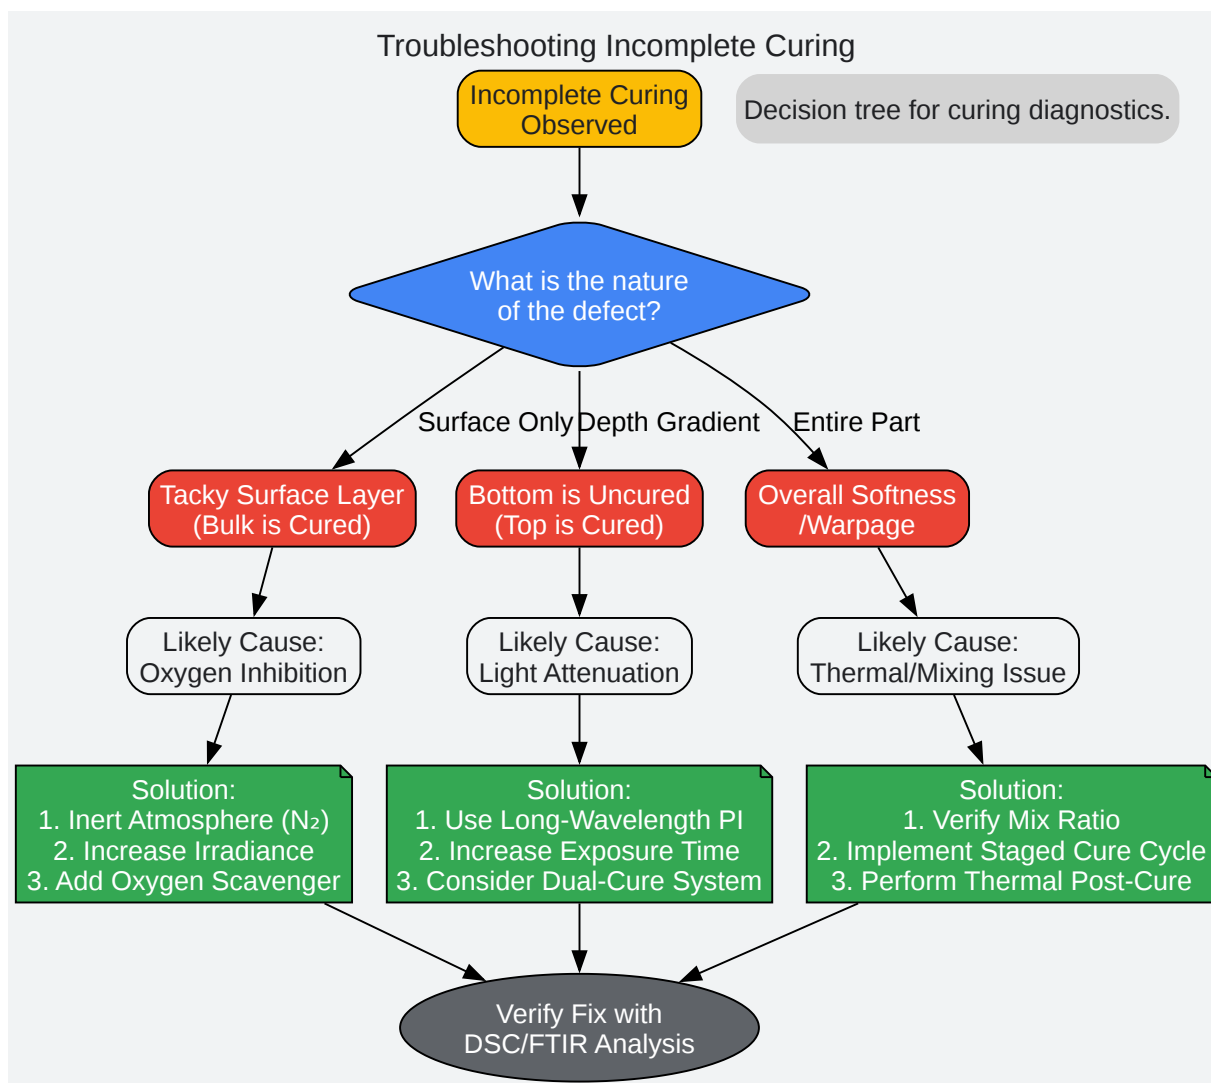 Troubleshooting Incomplete Curing
Incomplete Curing
Observed
Decision tree for curing diagnostics.
What is the nature
of the defect?
Surface Only
Depth Gradient
Entire Part
Tacky Surface Layer
(Bulk is Cured)
Bottom is Uncured
(Top is Cured)
Overall Softness
/Warpage
Likely Cause:
Oxygen Inhibition
Likely Cause:
Light Attenuation
Likely Cause:
Thermal/Mixing Issue
Solution:
1. Inert Atmosphere (N₂)
2. Increase Irradiance
3. Add Oxygen Scavenger
Solution:
1. Use Long-Wavelength PI
2. Increase Exposure Time
3. Consider Dual-Cure System
Solution:
1. Verify Mix Ratio
2. Implement Staged Cure Cycle
3. Perform Thermal Post-Cure
Verify Fix with
DSC/FTIR Analysis